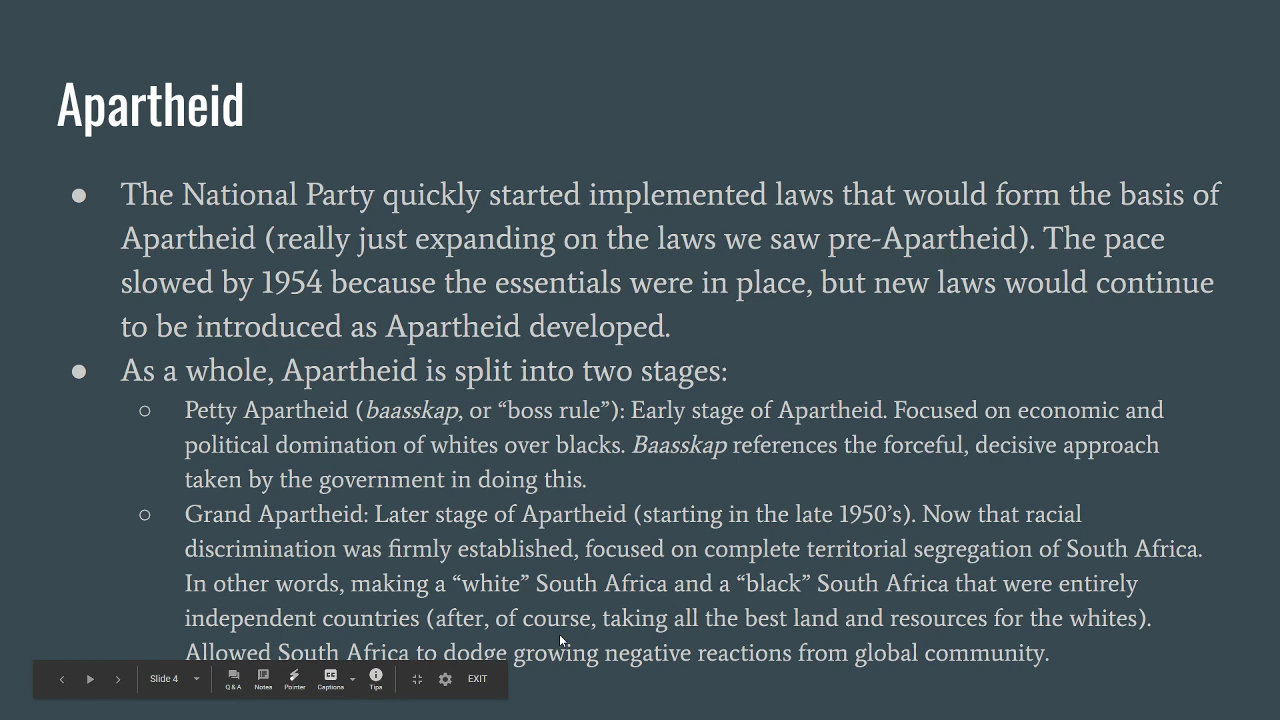 Apartheid
● The National Party quickly started implemented laws that would form the basis of
Apartheid (really just expanding on the laws we saw pre-Apartheid). The pace
slowed by 1954 because the essentials were in place, but new laws would continue
to be introduced as Apartheid developed.
● As a whole, Apartheid is split into two stages:
○ Petty Apartheid (baasskap, or “boss rule”): Early stage of Apartheid. Focused on economic and
political domination of whites over blacks. Baasskap references the forceful, decisive approach
taken by the government in doing this.
○ Grand Apartheid: Later stage of Apartheid (starting in the late 1950’s). Now that racial
discrimination was firmly established, focused on complete territorial segregation of South Africa.
In other words, making a “white” South Africa and a “black” South Africa that were entirely
independent countries (after, of course, taking all the best land and resources for the whites).
Allowed South Africa to dodge growing negative reactions from global community.
Slide 4
Q & A
Notes
Pointer
CC
Captions
Tips
EXIT